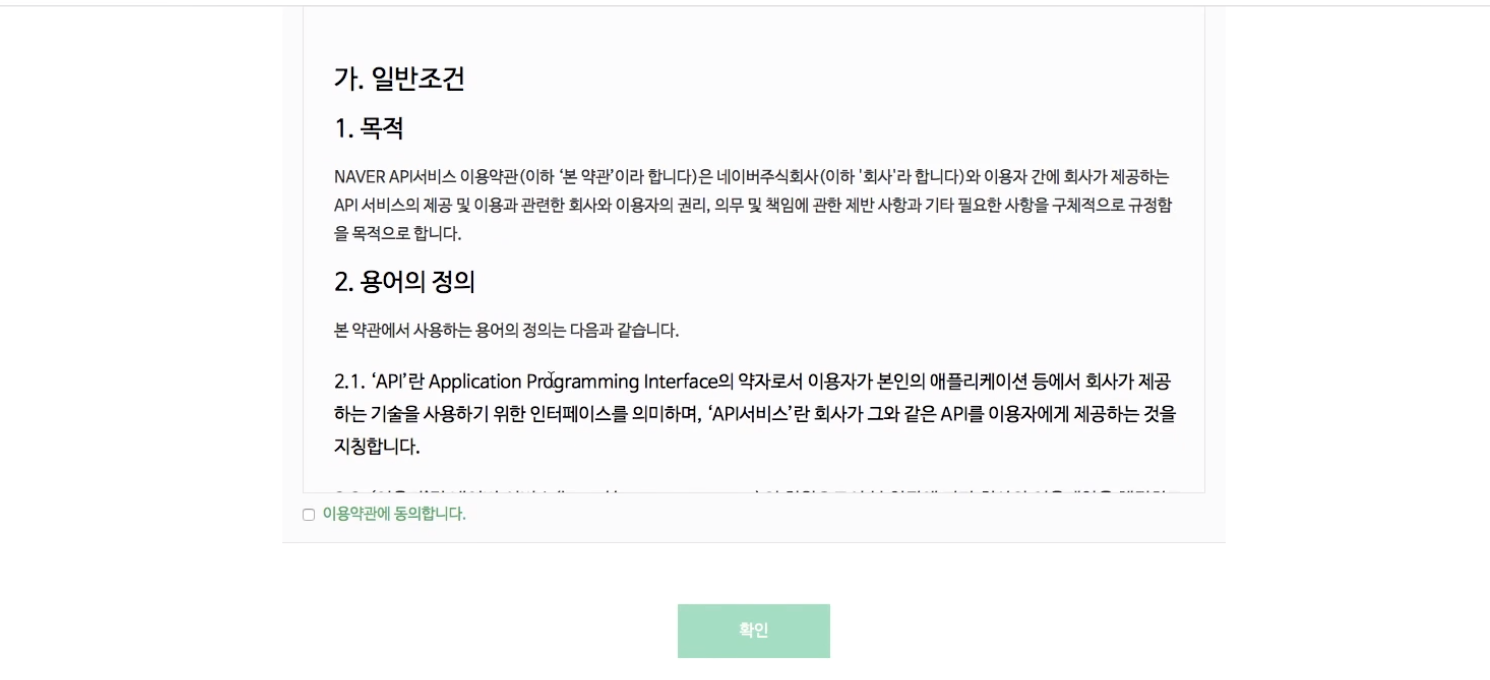 가. 일반조건
1. 목적
NAVER API서비스 이용약관(이하 ‘본 약관’이라 합니다)은 네이버주식회사(이하 '회사'라 합니다)와 이용자 간에 회사가 제공하는
API 서비스의 제공 및 이용과 관련한 회사와 이용자의 권리, 의무 및 책임에 관한 제반 사항과 기타 필요한 사항을 구체적으로 규정함
을 목적으로 합니다.
2. 용어의 정의
본 약관에서 사용하는 용어의 정의는 다음과 같습니다.
2.1. ‘API’란 Application Programming Interface의 약자로서 이용자가 본인의 애플리케이션 등에서 회사가 제공
하는 기술을 사용하기 위한 인터페이스를 의미하며, ‘API서비스’란 회사가 그와 같은 API를 이용자에게 제공하는 것을
지칭합니다.
이용약관에 동의합니다.
확인